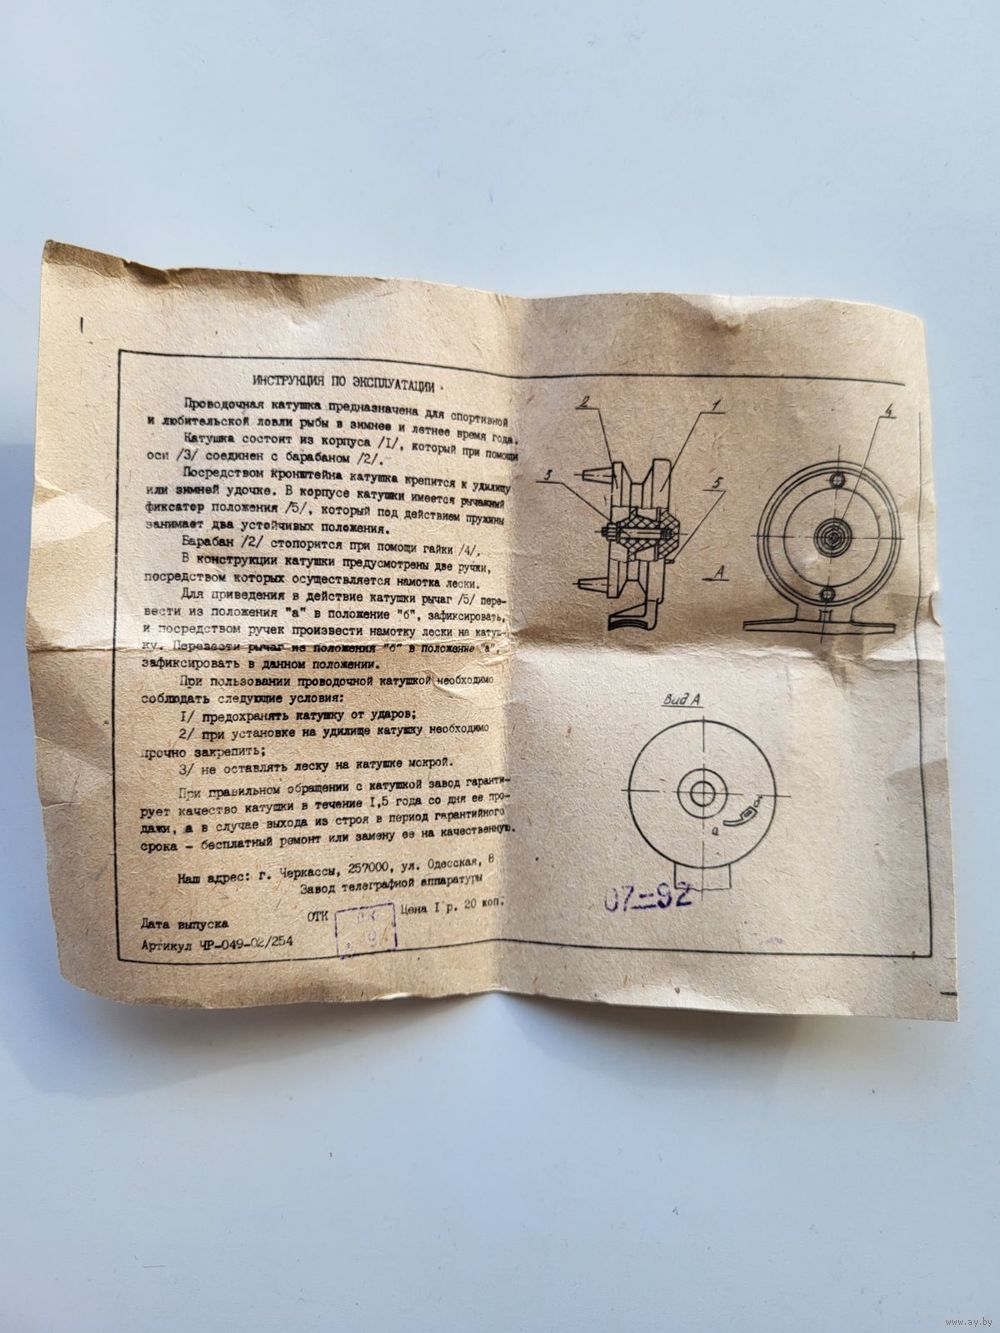 ИНСТРУКЦИЯ ПО ЭКСПЛУАТАЦИИ.
Проводочная катушка предназначена для спортивной
и любительской ловли рыбы в зимнее и летнее время года.
Катушка состоит из корпуса /I/, который при помощи
оси /3/ соединен с барабаном /2/.
Посредством кронштейна катушка крепится к удилищу
или зимней удочке. В корпусе катушки имеется рычажный
фиксатор положения /5/, который под действием пружины
занимает два устойчивых положения.
Барабан /2/ стопорится при помощи гайки /4/.
В конструкции катушки предусмотрены две ручки,
посредством которых осуществляется намотка лески.
Для приведения в действие катушки рычаг /5/ пере-
вести из положения "а" в положение "б", зафиксировать,
и посредством ручек произвести намотку лески на катуш-
ку. Перевести рычаг из положения "б" в положение "а",
зафиксировать в данном положении.
При пользовании проводочной катушкой необходимо
соблюдать следующие условия:
I/ предохранять катушку от ударов;
2/ при установке на удилище катушку необходимо
прочно закрепить;
3/ не оставлять леску на катушке мокрой.
При правильном обращении с катушкой завод гаранти-
рует качество катушки в течение I,5 года со дня ее про-
дажи, а в случае выхода из строя в период гарантийного
срока - бесплатный ремонт или замену ее на качественную.
Наш адрес: г. Черкассы, 257000, ул. Одесская, 8
Завод телеграфной аппаратуры
ОТК
Цена I р. 20 коп.
Дата выпуска
Артикул ЧР-049-02/254
2
1
4
3
5
А
Вид А
а
07-92
www.ay.by